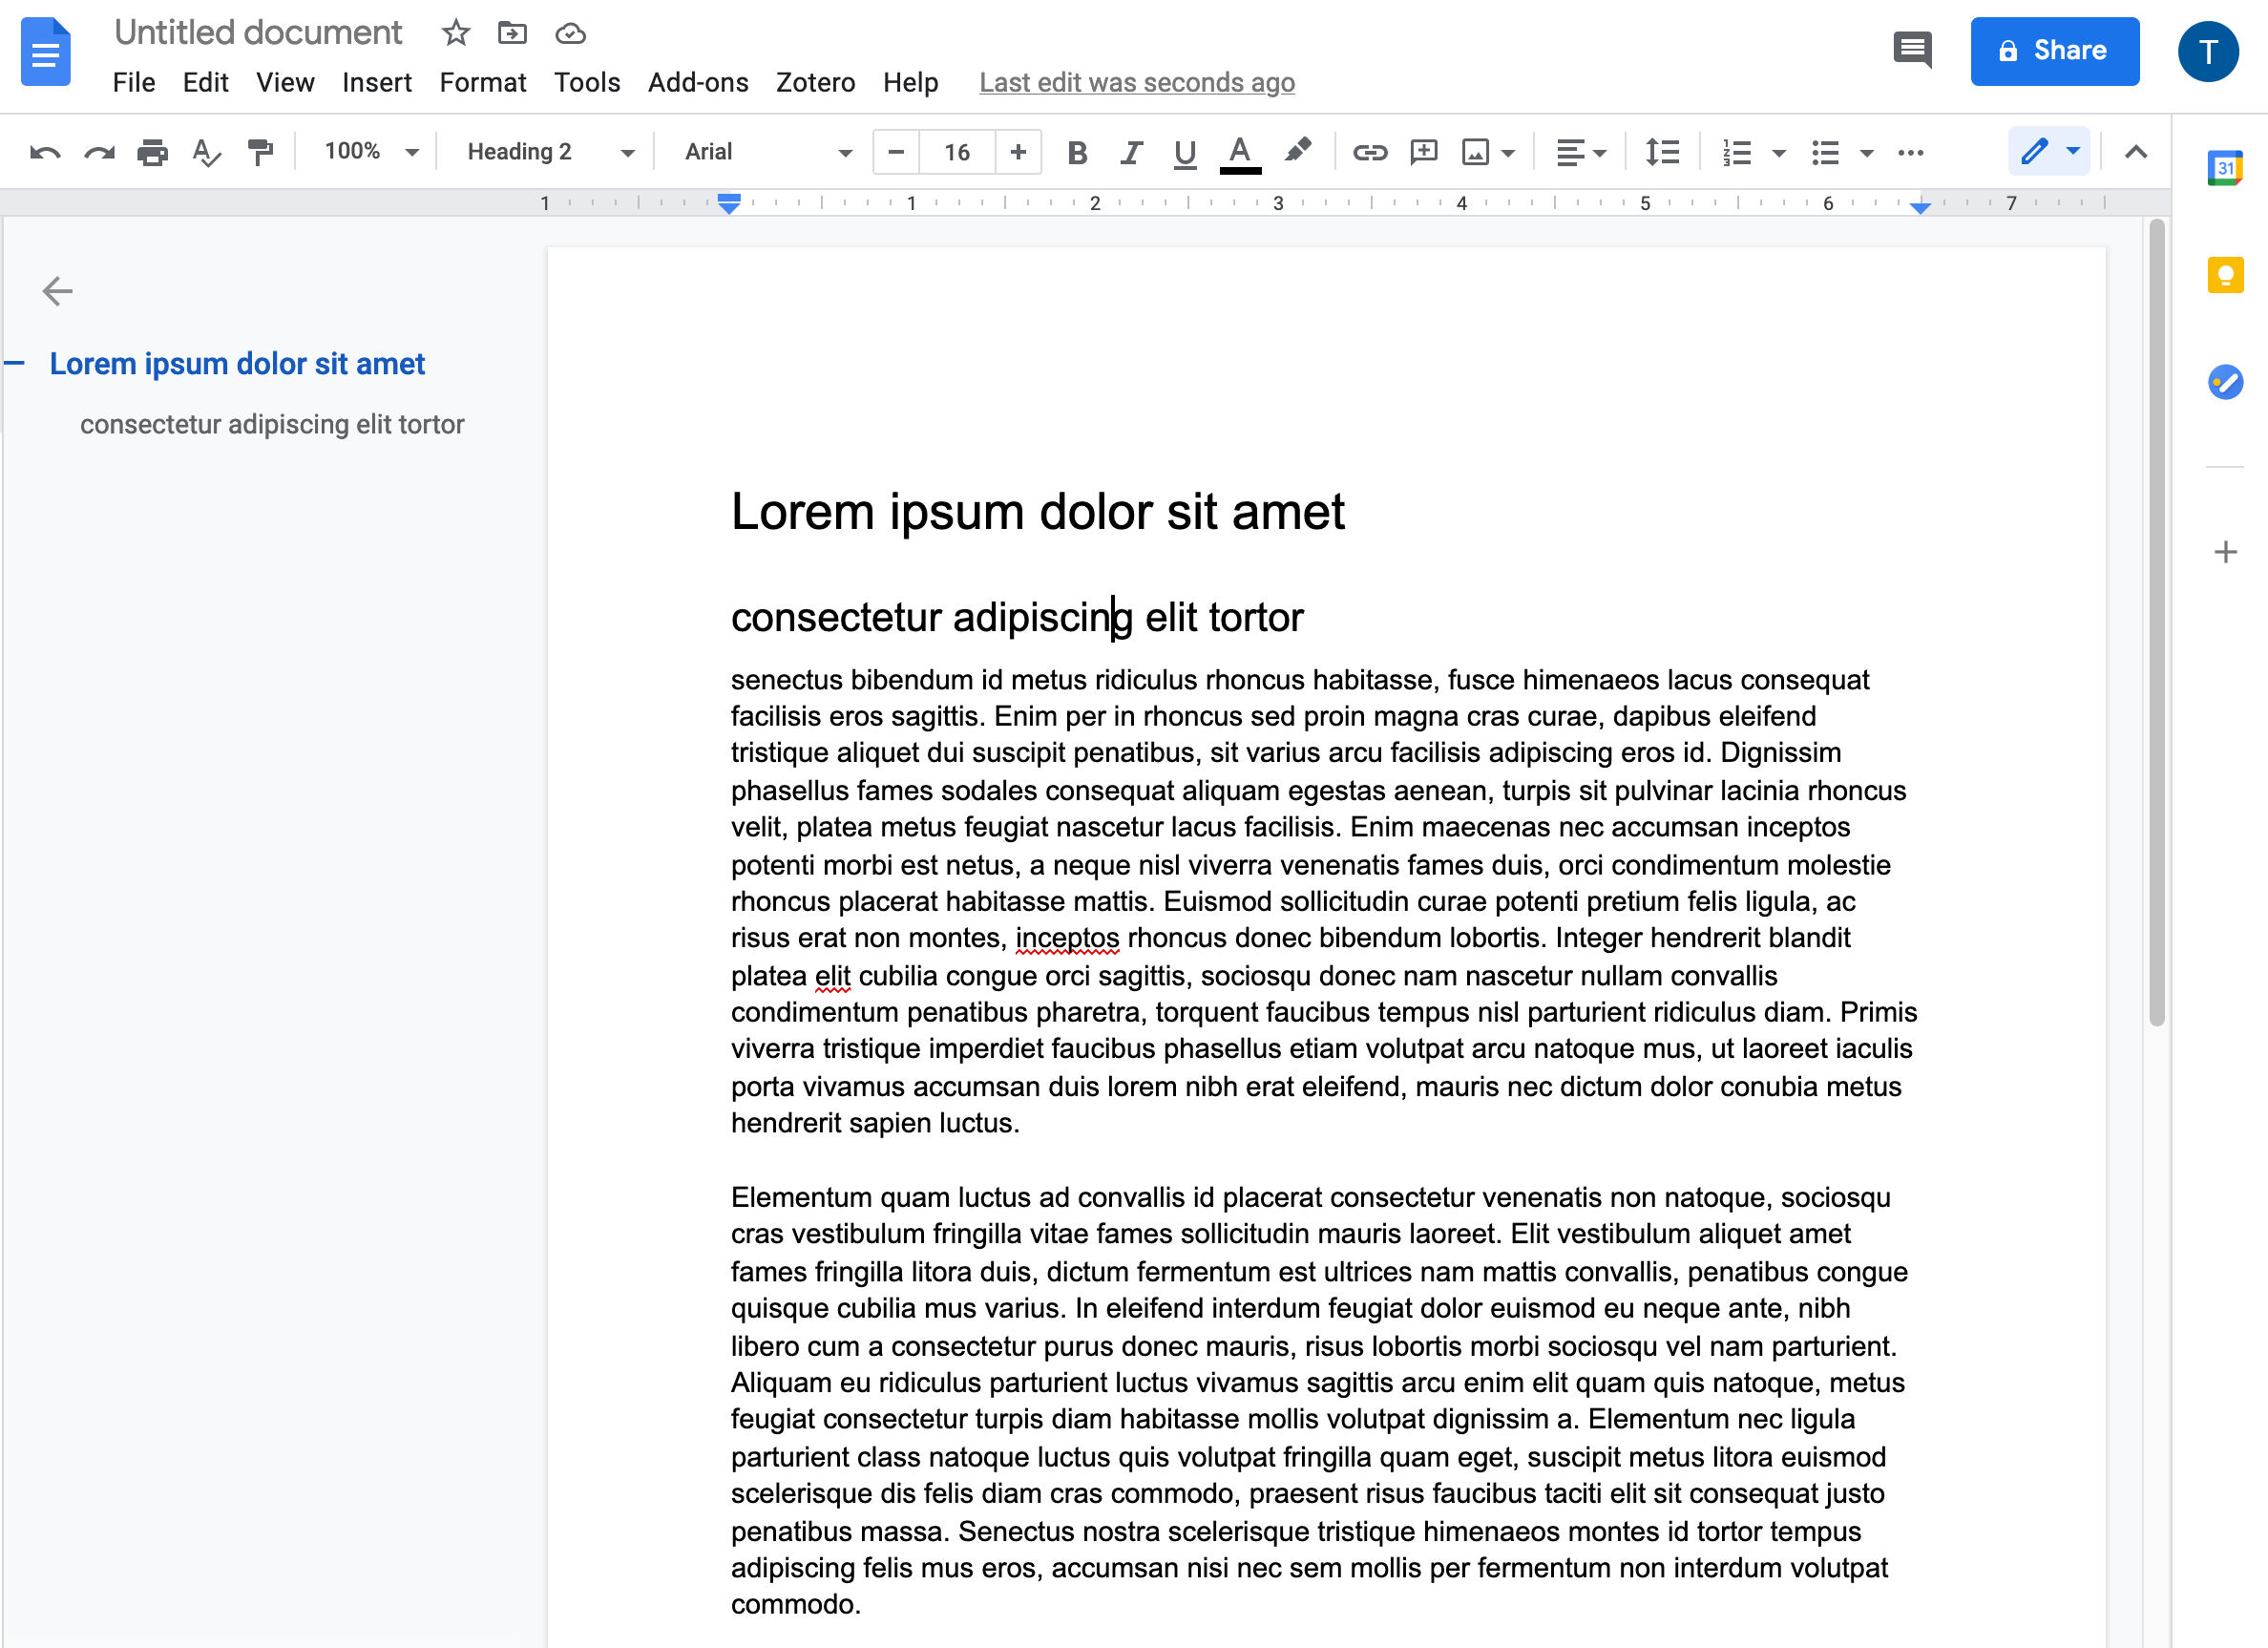 Untitled document
File Edit View Insert Format Tools Add-ons Zotero Help Last edit was seconds ago
Share
T
100% Heading 2 Arial 16 B I U A
31
1 1 2 3 4 5 6 7
Lorem ipsum dolor sit amet
consectetur adipiscing elit tortor
Lorem ipsum dolor sit amet
consectetur adipiscing elit tortor
senectus bibendum id metus ridiculus rhoncus habitasse, fusce himenaeos lacus consequat
facilisis eros sagittis. Enim per in rhoncus sed proin magna cras curae, dapibus eleifend
tristique aliquet dui suscipit penatibus, sit varius arcu facilisis adipiscing eros id. Dignissim
phasellus fames sodales consequat aliquam egestas aenean, turpis sit pulvinar lacinia rhoncus
velit, platea metus feugiat nascetur lacus facilisis. Enim maecenas nec accumsan inceptos
potenti morbi est netus, a neque nisl viverra venenatis fames duis, orci condimentum molestie
rhoncus placerat habitasse mattis. Euismod sollicitudin curae potenti pretium felis ligula, ac
risus erat non montes, inceptos rhoncus donec bibendum lobortis. Integer hendrerit blandit
platea elit cubilia congue orci sagittis, sociosqu donec nam nascetur nullam convallis
condimentum penatibus pharetra, torquent faucibus tempus nisl parturient ridiculus diam. Primis
viverra tristique imperdiet faucibus phasellus etiam volutpat arcu natoque mus, ut laoreet iaculis
porta vivamus accumsan duis lorem nibh erat eleifend, mauris nec dictum dolor conubia metus
hendrerit sapien luctus.
Elementum quam luctus ad convallis id placerat consectetur venenatis non natoque, sociosqu
cras vestibulum fringilla vitae fames sollicitudin mauris laoreet. Elit vestibulum aliquet amet
fames fringilla litora duis, dictum fermentum est ultrices nam mattis convallis, penatibus congue
quisque cubilia mus varius. In eleifend interdum feugiat dolor euismod eu neque ante, nibh
libero cum a consectetur purus donec mauris, risus lobortis morbi sociosqu vel nam parturient.
Aliquam eu ridiculus parturient luctus vivamus sagittis arcu enim elit quam quis natoque, metus
feugiat consectetur turpis diam habitasse mollis volutpat dignissim a. Elementum nec ligula
parturient class natoque luctus quis volutpat fringilla quam eget, suscipit metus litora euismod
scelerisque dis felis diam cras commodo, praesent risus faucibus taciti elit sit consequat justo
penatibus massa. Senectus nostra scelerisque tristique himenaeos montes id tortor tempus
adipiscing felis mus eros, accumsan nisi nec sem mollis per fermentum non interdum volutpat
commodo.